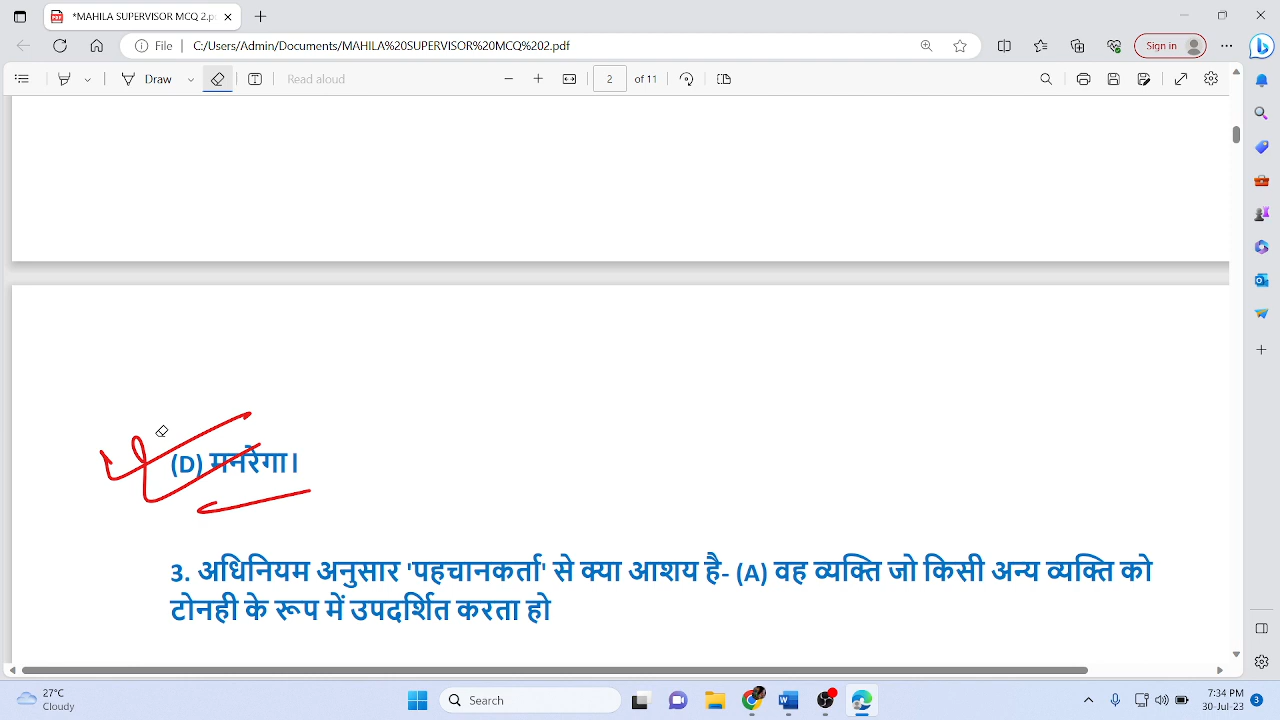 *MAHILA SUPERVISOR MCQ 2.p
File
C:/Users/Admin/Documents/MAHILA%20SUPERVISOR%20MCQ%202.pdf
Sign in
Draw
Read aloud
2
of 11
(D) मनरेगा।
3. अधिनियम अनुसार 'पहचानकर्ता' से क्या आशय है- (A) वह व्यक्ति जो किसी अन्य व्यक्ति को
टोनही के रूप में उपदर्शित करता हो
27°C
Cloudy
Search
7:34 PM
30-Jul-23
3